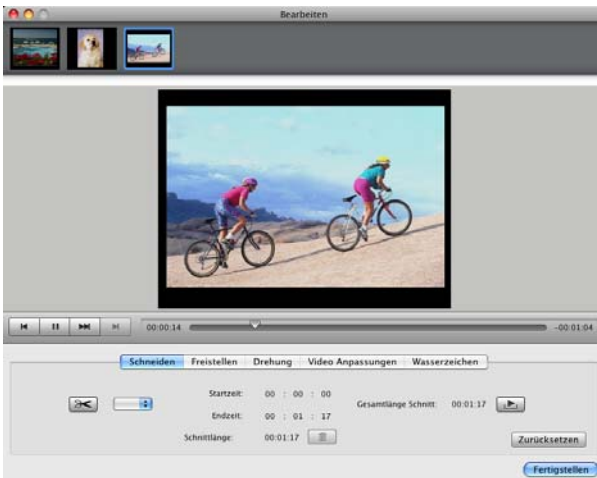 Bearbeiten
00:00:14 -00:01:04
Schneiden Freistellen Drehung Video Anpassungen Wasserzeichen
Startzeit: 00 : 00 : 00
Gesamtlänge Schnitt: 00:01:17
Endzeit: 00 : 01 : 17
Schnittlänge: 00:01:17
Zurücksetzen
Fertigstellen